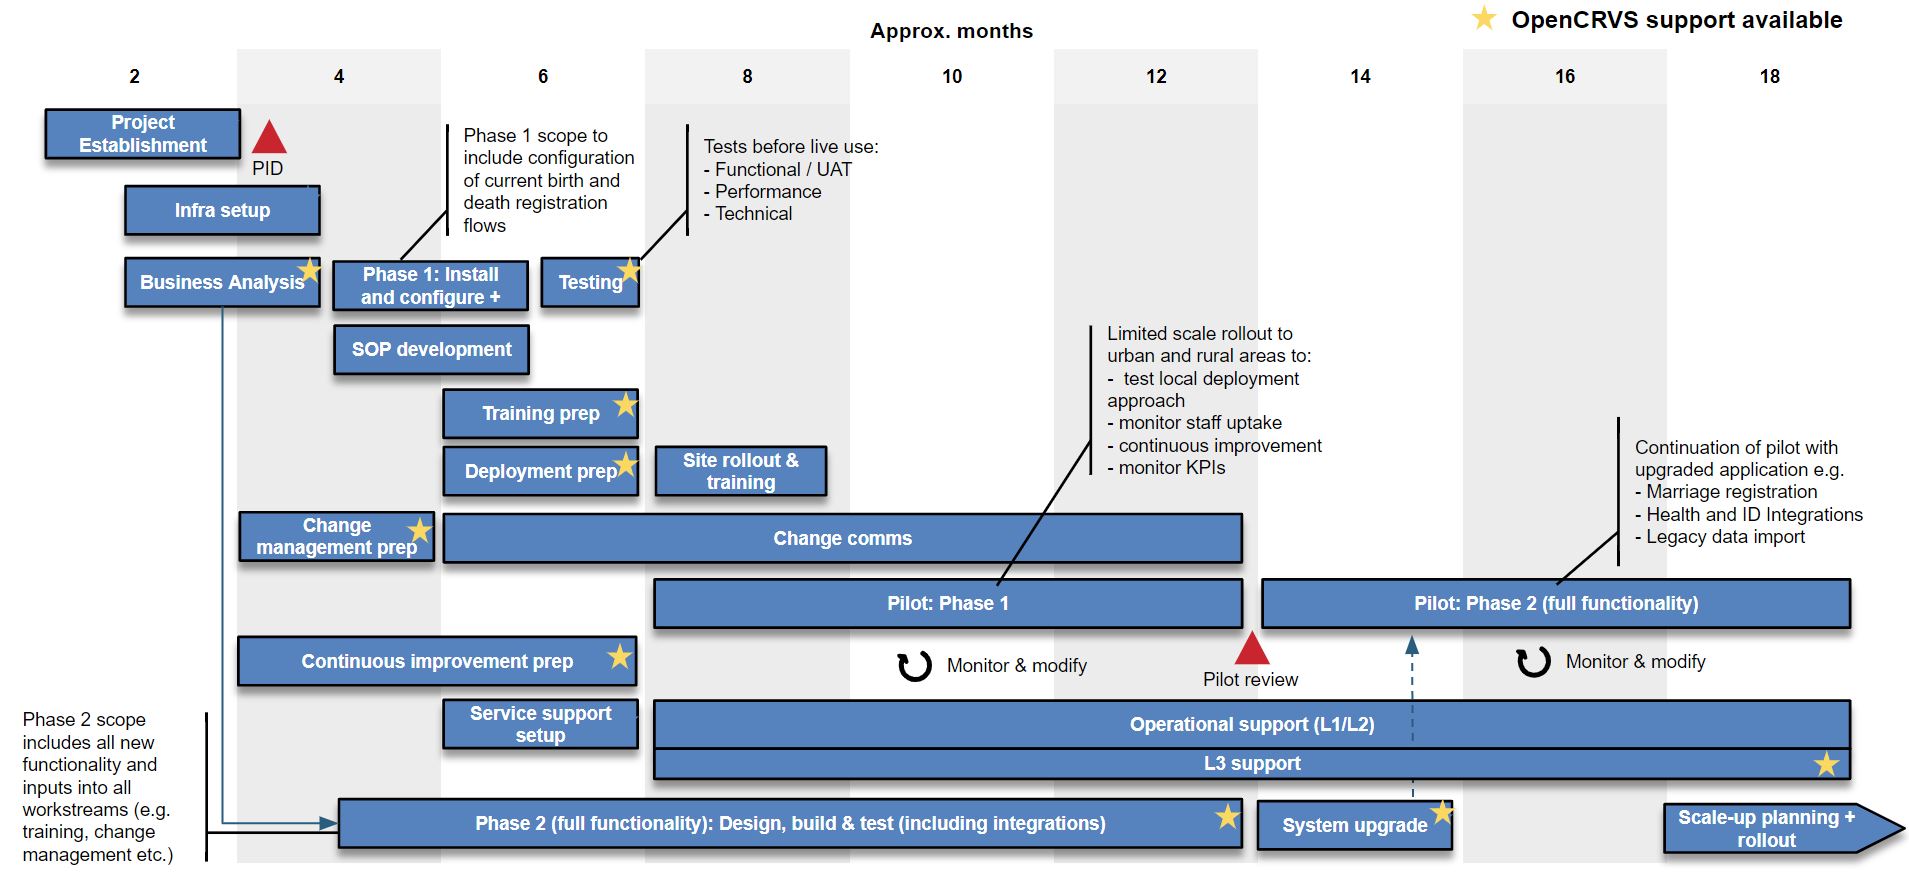 OpenCRVS support available
Approx. months
2 4 6 8 10 12 14 16 18
Project
Establishment
PID
Phase 1 scope to
include configuration
of current birth and
death registration
flows
Tests before live use:
- Functional / UAT
- Performance
- Technical
Infra setup
Business Analysis
Phase 1: Install
and configure +
Testing
SOP development
Limited scale rollout to
urban and rural areas to:
- test local deployment
approach
- monitor staff uptake
- continuous improvement
- monitor KPIs
Training prep
Deployment prep
Site rollout &
training
Continuation of pilot with
upgraded application e.g.
- Marriage registration
- Health and ID Integrations
- Legacy data import
Change
management prep
Change comms
Pilot: Phase 1
Pilot: Phase 2 (full functionality)
Continuous improvement prep
Monitor & modify
Pilot review
Monitor & modify
Service support
setup
Operational support (L1/L2)
L3 support
Phase 2 scope
includes all new
functionality and
inputs into all
workstreams (e.g.
training, change
management etc.)
Phase 2 (full functionality): Design, build & test (including integrations)
System upgrade
Scale-up planning +
rollout